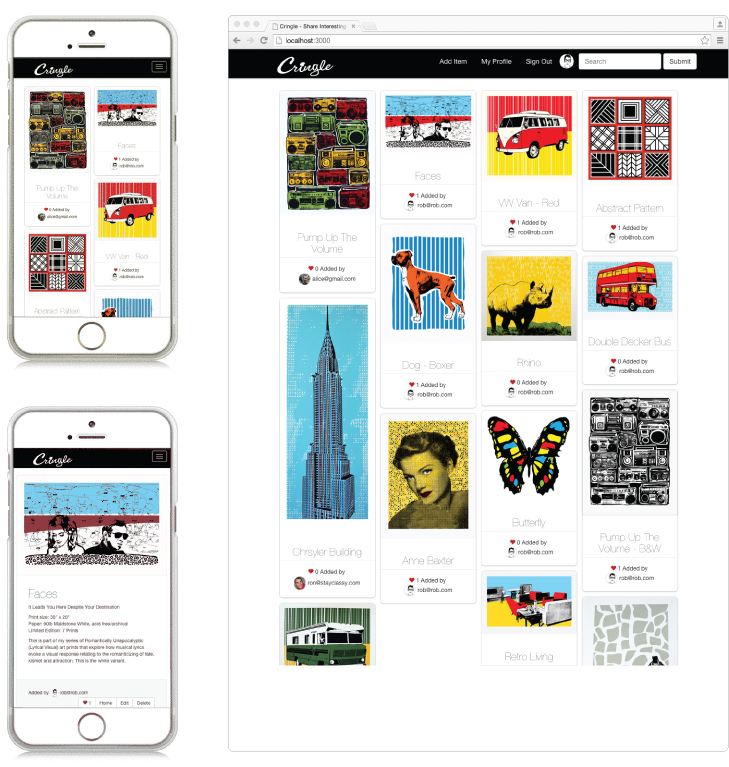 Cringle
Pump Up The
Volume
0 Added by
alice@gmail.com
Faces
1 Added by
rob@rob.com
VW Van - Red
1 Added by
rob@rob.com
Abstract Pattern
Cringle
Faces
It Leads You Here Despite Your Destination
Print size: 30" x 20"
Paper: 90lb Maidstone White, acid free/archival
Limited Edition: 7 Prints
This is part of my series of Romantically Unapocalyptic
(Lyrical Visual) art prints that explore how musical lyrics
evoke a visual response relating to the romanticizing of fate,
kismet and attraction. This is the white variant.
Added by rob@rob.com
1 Home Edit Delete
Cringle - Share Interesting
localhost:3000
Cringle
Add Item My Profile Sign Out Search Submit
Pump Up The
Volume
0 Added by
alice@gmail.com
Chrsyler Building
0 Added by
ron@stayclassy.com
Faces
1 Added by
rob@rob.com
Dog - Boxer
1 Added by
rob@rob.com
Anne Baxter
1 Added by
rob@rob.com
VW Van - Red
1 Added by
rob@rob.com
Rhino
0 Added by
rob@rob.com
Butterfly
0 Added by
rob@rob.com
Retro Living
Abstract Pattern
1 Added by
rob@rob.com
Double Decker Bus
0 Added by
rob@rob.com
Pump Up The
Volume - B&W
1 Added by
rob@rob.com